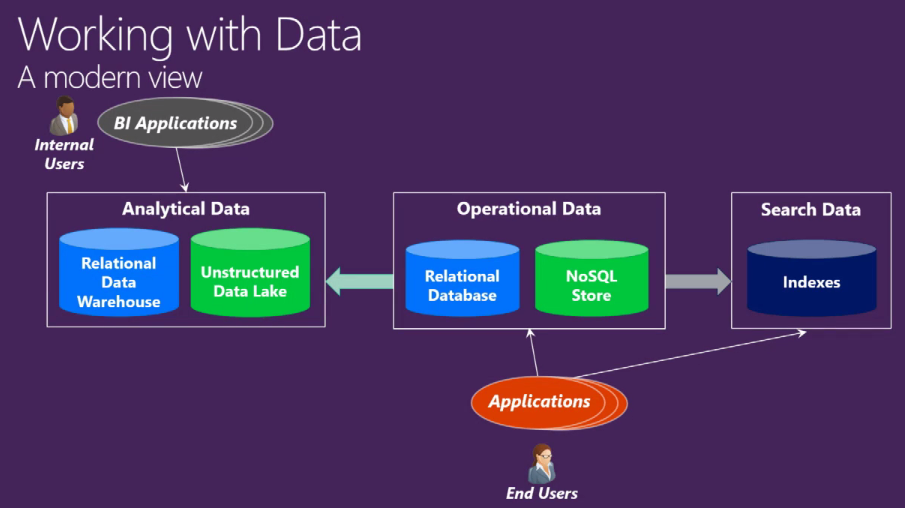 Working with Data
A modern view
BI Applications
Internal
Users
Analytical Data
Relational
Data
Warehouse
Unstructured
Data Lake
Operational Data
Relational
Database
NoSQL
Store
Search Data
Indexes
Applications
End Users